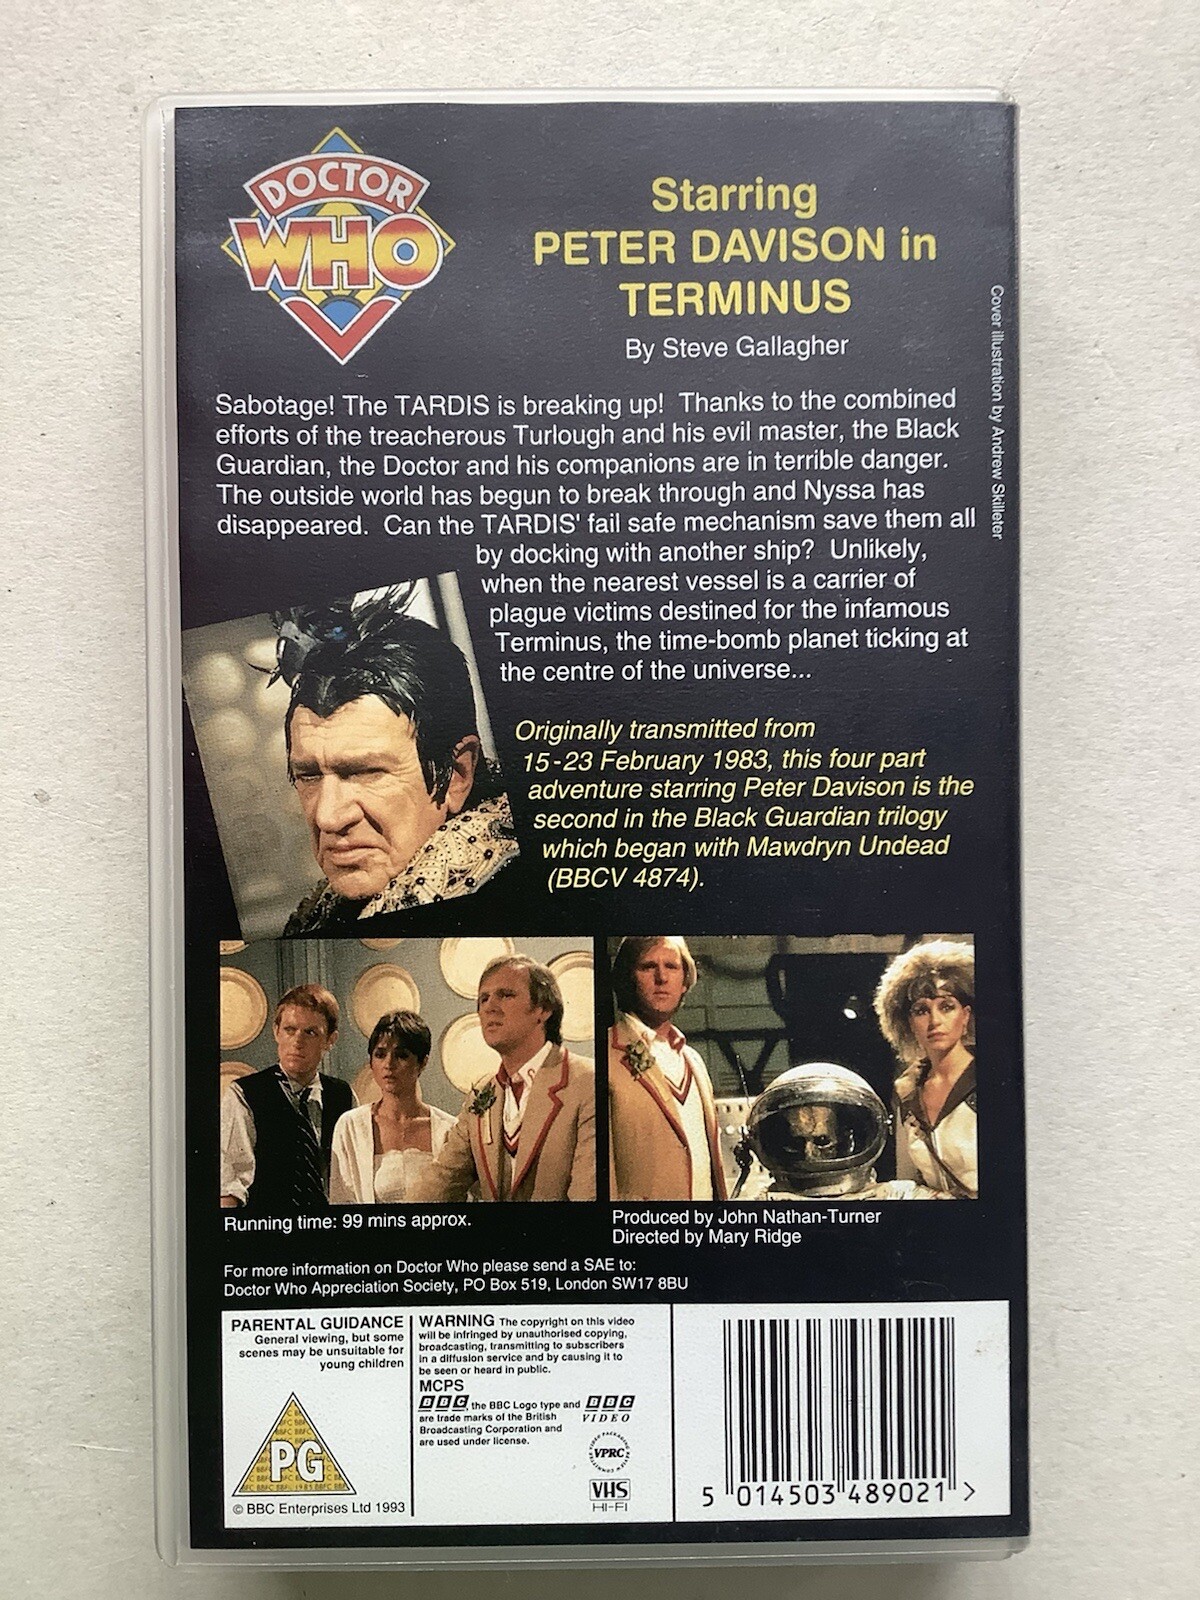 DOCTOR
WHO
Starring
PETER DAVISON in
TERMINUS
By Steve Gallagher
Cover illustration by Andrew Skilleter
Sabotage! The TARDIS is breaking up! Thanks to the combined
efforts of the treacherous Turlough and his evil master, the Black
Guardian, the Doctor and his companions are in terrible danger.
The outside world has begun to break through and Nyssa has
disappeared. Can the TARDIS' fail safe mechanism save them all
by docking with another ship? Unlikely,
when the nearest vessel is a carrier of
plague victims destined for the infamous
Terminus, the time-bomb planet ticking at
the centre of the universe...
Originally transmitted from
15-23 February 1983, this four part
adventure starring Peter Davison is the
second in the Black Guardian trilogy
which began with Mawdryn Undead
(BBCV 4874).
Running time: 99 mins approx.
Produced by John Nathan-Turner
Directed by Mary Ridge
For more information on Doctor Who please send a SAE to:
Doctor Who Appreciation Society, PO Box 519, London SW17 8BU
PARENTAL GUIDANCE
General viewing, but some
scenes may be unsuitable for
young children
PG
© BBC Enterprises Ltd 1993
WARNING The copyright on this video
will be infringed by unauthorised copying,
broadcasting, transmitting to subscribers
in a diffusion service and by causing it to
be seen or heard in public.
MCPS
BBC, the BBC Logo type and
are trade marks of the British
Broadcasting Corporation and
are used under license.
BBC
VIDEO
VPRC
VHS
HI-FI
5 014503 489021 >